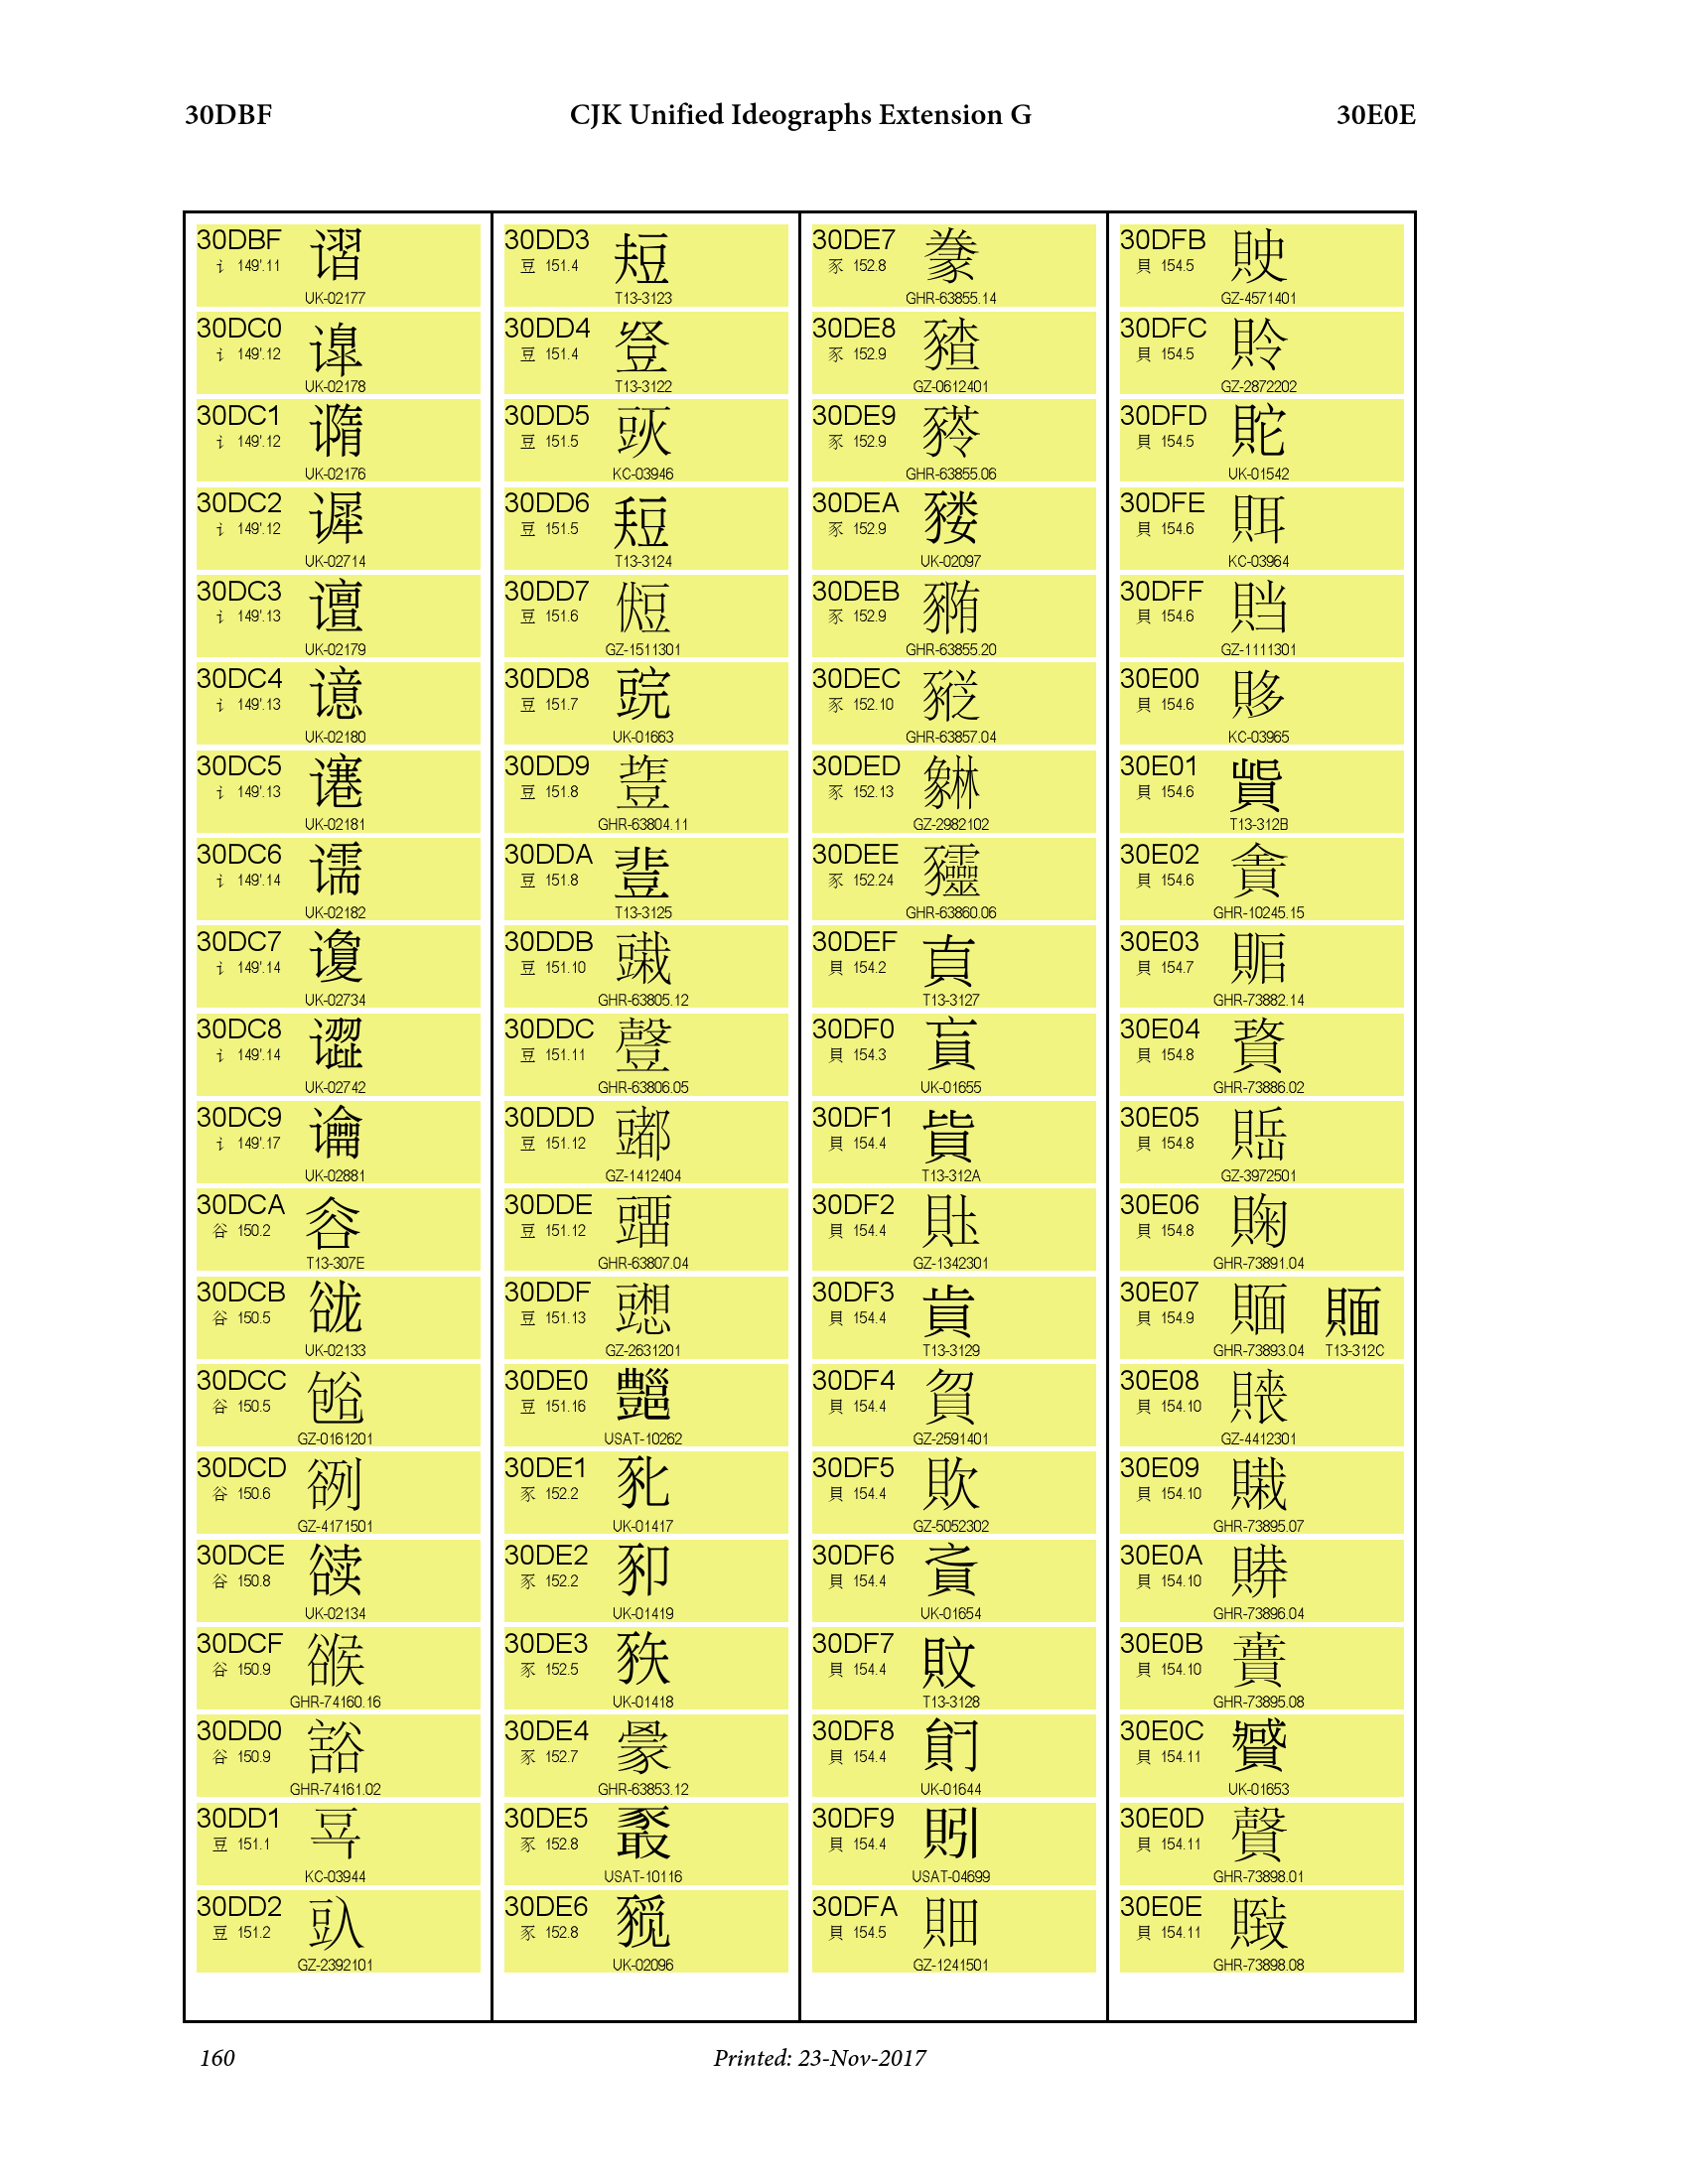 30DBF CJK Unified Ideographs Extension G 30E0E
30DBF
讠 149'.11
UK-02177
30DC0
讠 149'.12
UK-02178
30DC1
讠 149'.12
UK-02176
30DC2
讠 149'.12
UK-02714
30DC3
讠 149'.13
UK-02179
30DC4
讠 149'.13
UK-02180
30DC5
讠 149'.13
UK-02181
30DC6
讠 149'.14
UK-02182
30DC7
讠 149'.14
UK-02734
30DC8
讠 149'.14
UK-02742
30DC9
讠 149'.17
UK-02881
30DCA
谷 150.2
T13-307E
30DCB
谷 150.5
UK-02133
30DCC
谷 150.5
GZ-0161201
30DCD
谷 150.6
GZ-4171501
30DCE
谷 150.8
UK-02134
30DCF
谷 150.9
GHR-74160.16
30DD0
谷 150.9
GHR-74161.02
30DD1
豆 151.1
KC-03944
30DD2
豆 151.2
GZ-2392101
30DD3
豆 151.4
T13-3123
30DD4
豆 151.4
T13-3122
30DD5
豆 151.5
KC-03946
30DD6
豆 151.5
T13-3124
30DD7
豆 151.6
GZ-1511301
30DD8
豆 151.7
UK-01663
30DD9
豆 151.8
GHR-63804.11
30DDA
豆 151.8
T13-3125
30DDB
豆 151.10
GHR-63805.12
30DDC
豆 151.11
GHR-63806.05
30DDD
豆 151.12
GZ-1412404
30DDE
豆 151.12
GHR-63807.04
30DDF
豆 151.13
GZ-2631201
30DE0
豆 151.16
USAT-10262
30DE1
豕 152.2
UK-01417
30DE2
豕 152.2
UK-01419
30DE3
豕 152.5
UK-01418
30DE4
豕 152.7
GHR-63853.12
30DE5
豕 152.8
USAT-10116
30DE6
豕 152.8
UK-02096
30DE7
豕 152.8
GHR-63855.14
30DE8
豕 152.9
GZ-0612401
30DE9
豕 152.9
GHR-63855.06
30DEA
豕 152.9
UK-02097
30DEB
豕 152.9
GHR-63855.20
30DEC
豕 152.10
GHR-63857.04
30DED
豕 152.13
GZ-2982102
30DEE
豕 152.24
GHR-63860.06
30DEF
貝 154.2
T13-3127
30DF0
貝 154.3
UK-01655
30DF1
貝 154.4
T13-312A
30DF2
貝 154.4
GZ-1342301
30DF3
貝 154.4
T13-3129
30DF4
貝 154.4
GZ-2591401
30DF5
貝 154.4
GZ-5052302
30DF6
貝 154.4
UK-01654
30DF7
貝 154.4
T13-3128
30DF8
貝 154.4
UK-01644
30DF9
貝 154.4
USAT-04699
30DFA
貝 154.5
GZ-1241501
30DFB
貝 154.5
GZ-4571401
30DFC
貝 154.5
GZ-2872202
30DFD
貝 154.5
UK-01542
30DFE
貝 154.6
KC-03964
30DFF
貝 154.6
GZ-1111301
30E00
貝 154.6
KC-03965
30E01
貝 154.6
T13-312B
30E02
貝 154.6
GHR-10245.15
30E03
貝 154.7
GHR-73882.14
30E04
貝 154.8
GHR-73886.02
30E05
貝 154.8
GZ-3972501
30E06
貝 154.8
GHR-73891.04
30E07
貝 154.9
GHR-73893.04 T13-312C
30E08
貝 154.10
GZ-4412301
30E09
貝 154.10
GHR-73895.07
30E0A
貝 154.10
GHR-73896.04
30E0B
貝 154.10
GHR-73895.08
30E0C
貝 154.11
UK-01653
30E0D
貝 154.11
GHR-73898.01
30E0E
貝 154.11
GHR-73898.08
160 Printed: 23-Nov-2017